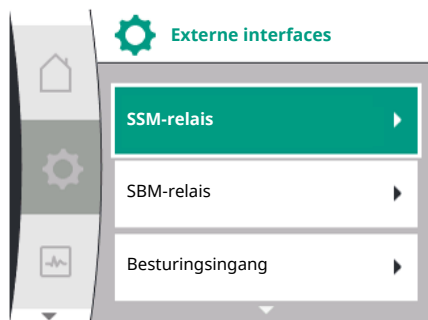 Externe interfaces
SSM-relais
SBM-relais
Besturingsingang